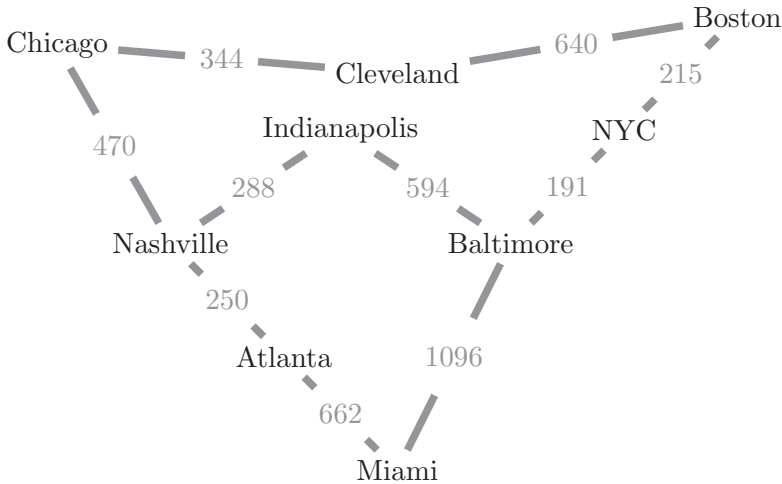 Boston
Chicago
344
640
Cleveland
215
Indianapolis
NYC
470
288
594
191
Nashville
Baltimore
250
Atlanta
1096
662
Miami